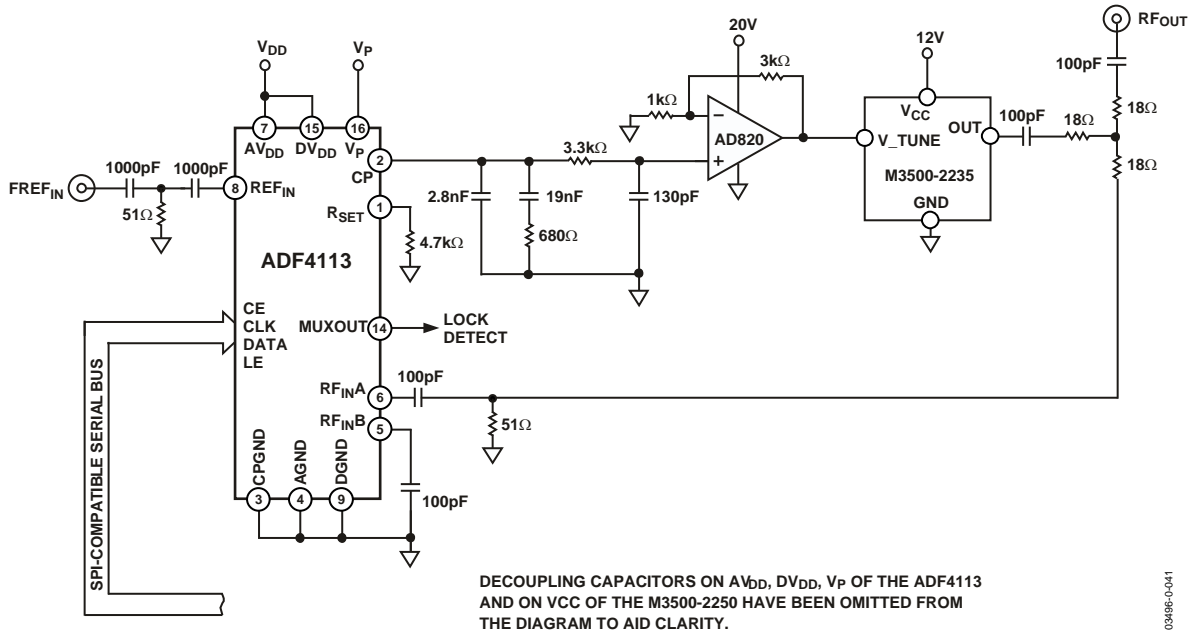 RFOUT
20V
12V
VDD
VP
3kΩ
100pF
1kΩ
18Ω
7
15
16
AVDD
DVDD
VP
2
CP
3.3kΩ
−
+
AD820
VCC
OUT
V_TUNE
M3500-2235
GND
100pF
18Ω
18Ω
1000pF
1000pF
FREFIN
8
REFIN
51Ω
2.8nF
19nF
130pF
1
RSET
680Ω
4.7kΩ
ADF4113
CE
CLK
DATA
LE
MUXOUT
14
LOCK
DETECT
100pF
RFINA
6
51Ω
RFINB
5
SPI-COMPATIBLE SERIAL BUS
CPGND
AGND
DGND
3
4
9
100pF
DECOUPLING CAPACITORS ON AVDD, DVDD, VP OF THE ADF4113
AND ON VCC OF THE M3500-2250 HAVE BEEN OMITTED FROM
THE DIAGRAM TO AID CLARITY.
03496-0-041